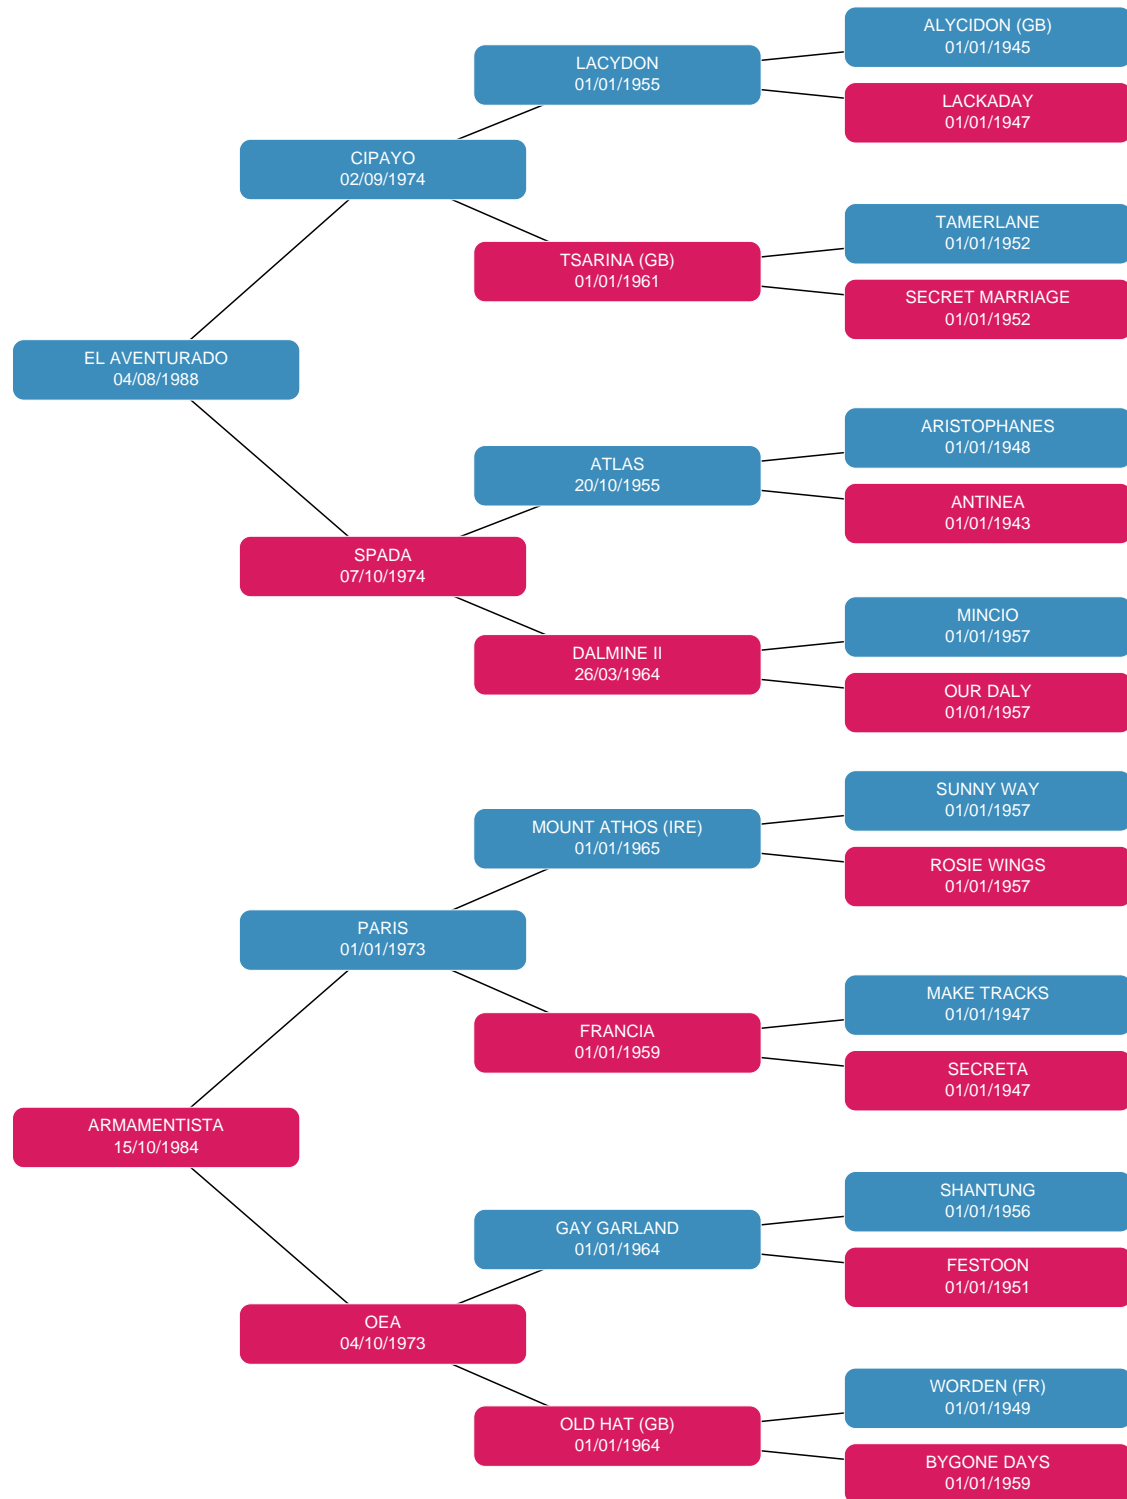 ALYCIDON (GB)
01/01/1945
LACYDON
01/01/1955
LACKADAY
01/01/1947
CIPAYO
02/09/1974
TAMERLANE
01/01/1952
TSARINA (GB)
01/01/1961
SECRET MARRIAGE
01/01/1952
EL AVENTURADO
04/08/1988
ARISTOPHANES
01/01/1948
ATLAS
20/10/1955
ANTINEA
01/01/1943
SPADA
07/10/1974
MINCIO
01/01/1957
DALMINE II
26/03/1964
OUR DALY
01/01/1957
SUNNY WAY
01/01/1957
MOUNT ATHOS (IRE)
01/01/1965
ROSIE WINGS
01/01/1957
PARIS
01/01/1973
MAKE TRACKS
01/01/1947
FRANCIA
01/01/1959
SECRETA
01/01/1947
ARMAMENTISTA
15/10/1984
SHANTUNG
01/01/1956
GAY GARLAND
01/01/1964
FESTOON
01/01/1951
OEA
04/10/1973
WORDEN (FR)
01/01/1949
OLD HAT (GB)
01/01/1964
BYGONE DAYS
01/01/1959